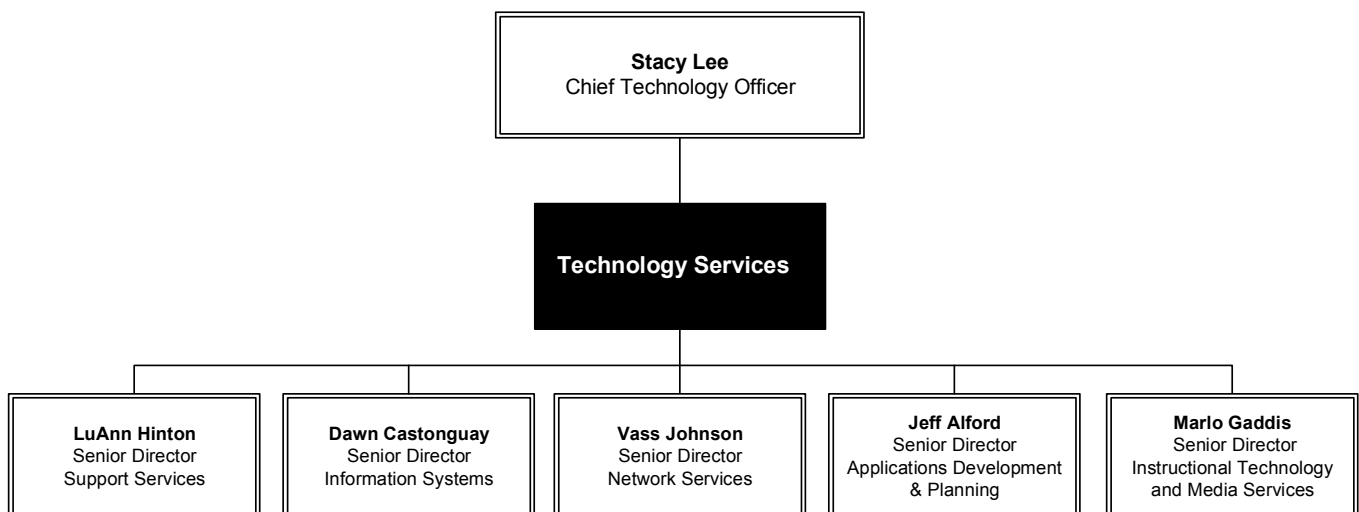 Stacy Lee
Chief Technology Officer
Technology Services
LuAnn Hinton
Senior Director
Support Services
Dawn Castonguay
Senior Director
Information Systems
Vass Johnson
Senior Director
Network Services
Jeff Alford
Senior Director
Applications Development
& Planning
Marlo Gaddis
Senior Director
Instructional Technology
and Media Services